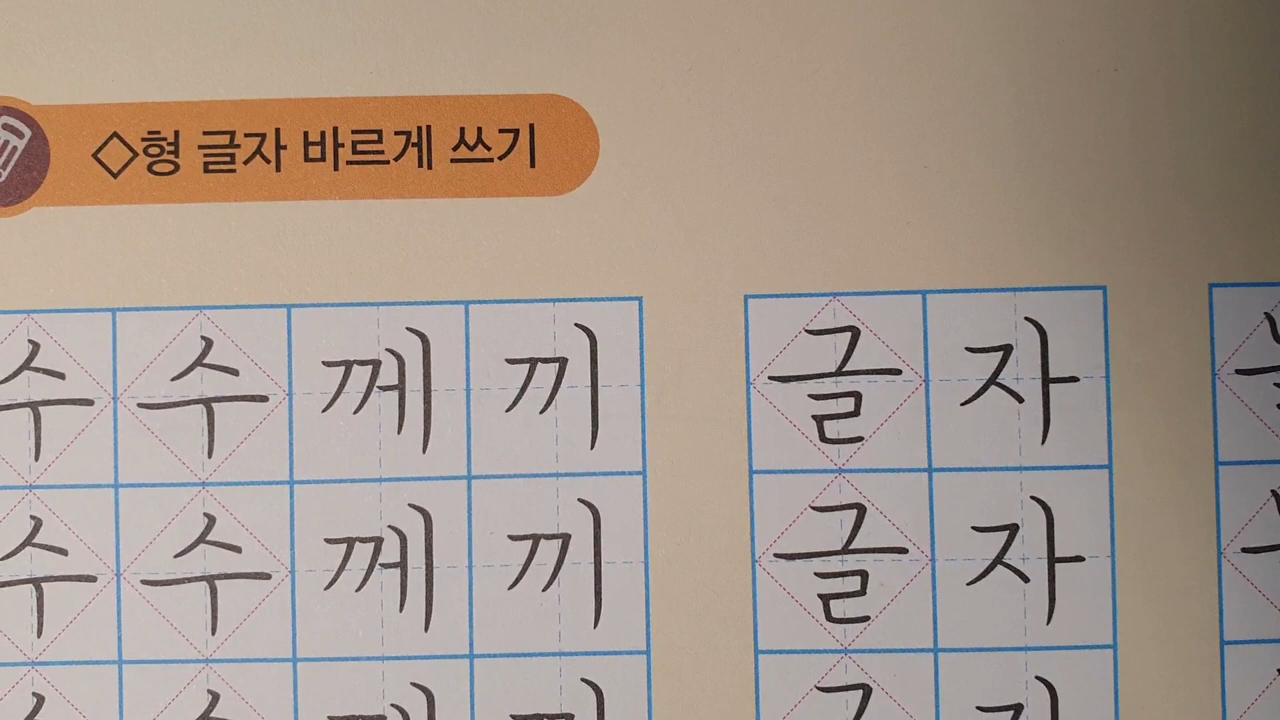 ◇형 글자 바르게 쓰기
수 수 께 끼 글 자
수 수 께 끼 글 자